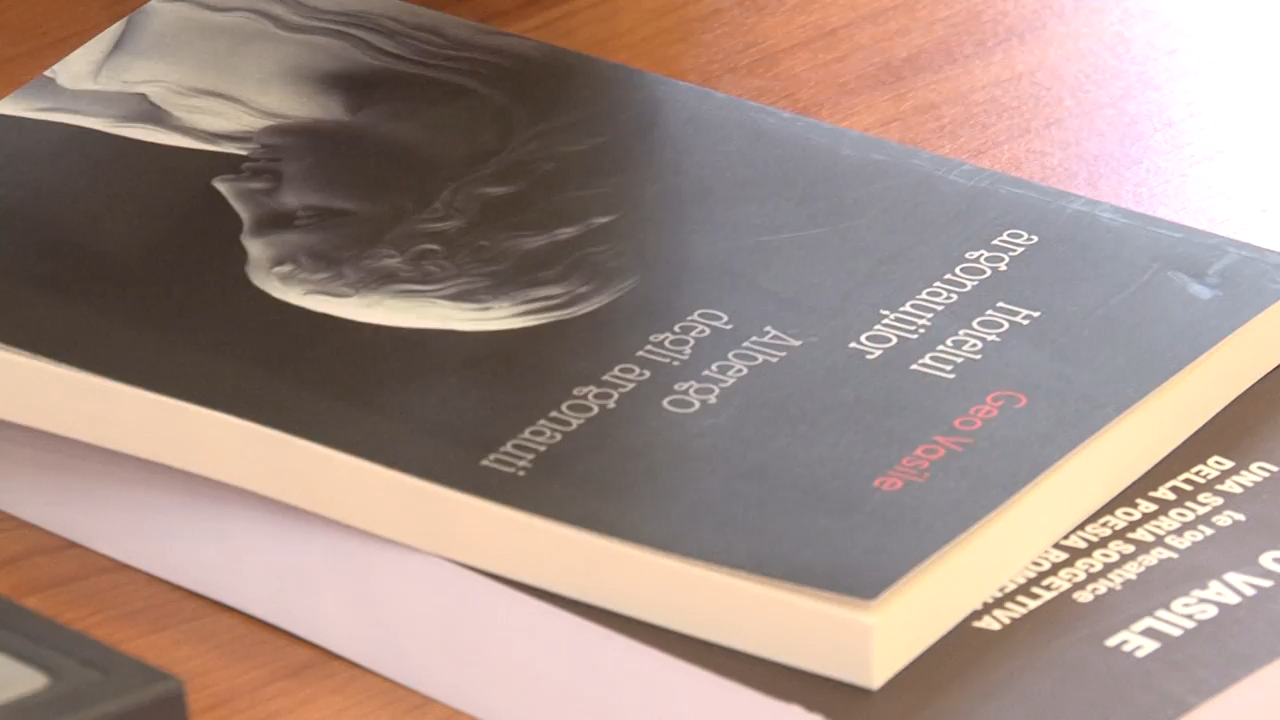 Geo Vasile
Hotelul
argonauților
Albergo
degli argonauti
VASILE
te rog beatrice
UNA STORIA SOGGETTIVA
DELLA POESIA